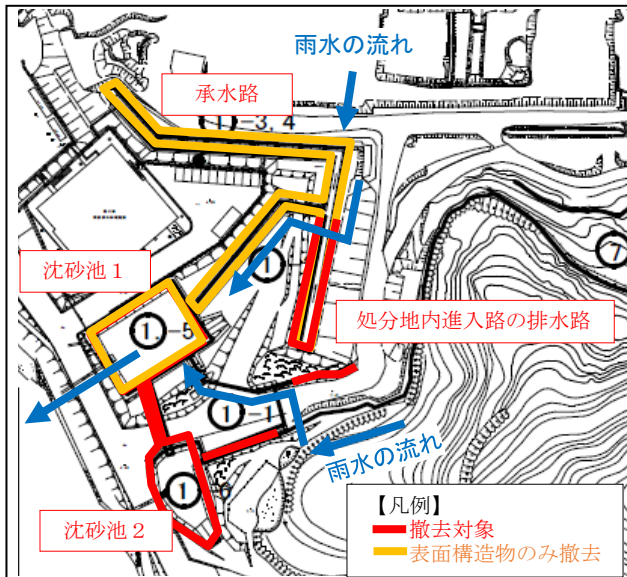 雨水の流れ
承水路
①-3, 4
沈砂池１
①
⑦
①-5
処分地内進入路の排水路
①-1
雨水の流れ
①
沈砂池２
【凡例】
撤去対象
表面構造物のみ撤去